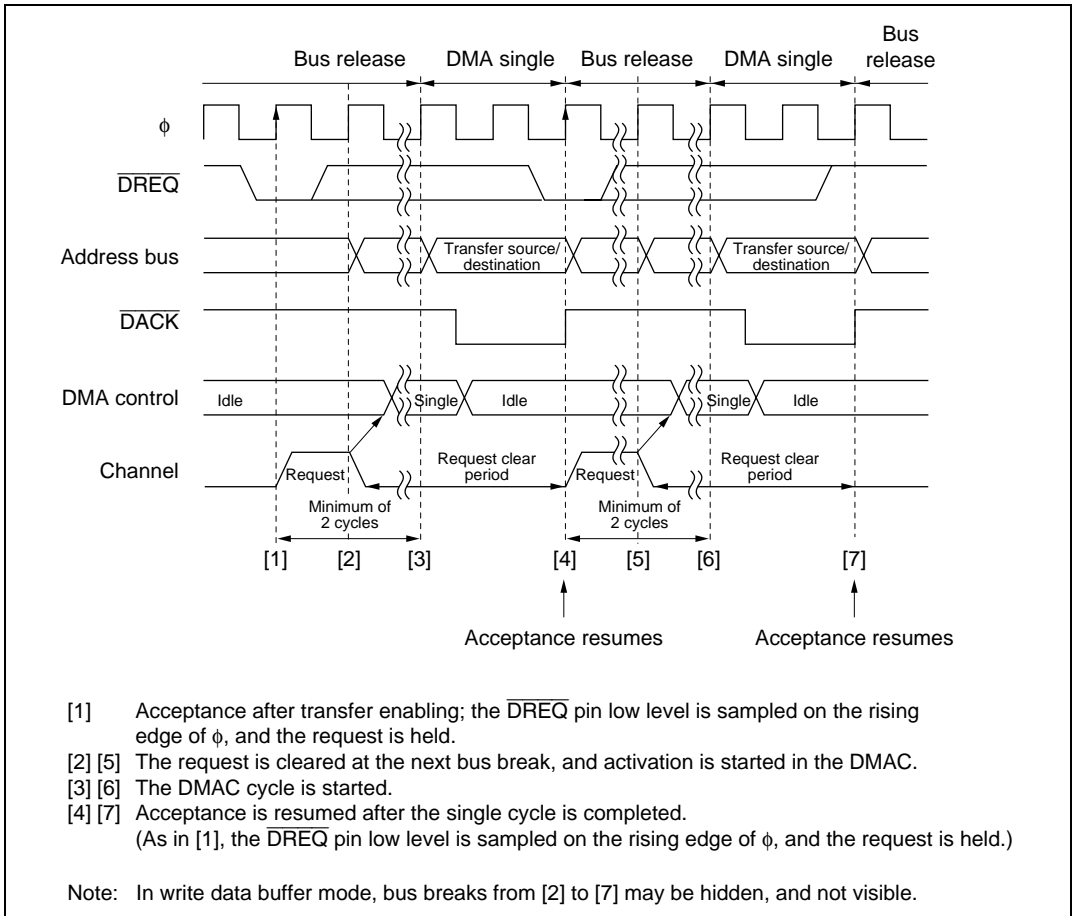 Bus release
DMA single
Bus release
DMA single
Bus
release
ϕ
DREQ
Address bus
Transfer source/
destination
Transfer source/
destination
DACK
DMA control
Idle
Single
Idle
Single
Idle
Channel
Request
Request clear
period
Request
Request clear
period
Minimum of
2 cycles
Minimum of
2 cycles
[1]
[2]
[3]
[4]
[5]
[6]
[7]
Acceptance resumes
Acceptance resumes
[1] Acceptance after transfer enabling; the DREQ pin low level is sampled on the rising
edge of ϕ, and the request is held.
[2] [5] The request is cleared at the next bus break, and activation is started in the DMAC.
[3] [6] The DMAC cycle is started.
[4] [7] Acceptance is resumed after the single cycle is completed.
(As in [1], the DREQ pin low level is sampled on the rising edge of ϕ, and the request is held.)
Note: In write data buffer mode, bus breaks from [2] to [7] may be hidden, and not visible.